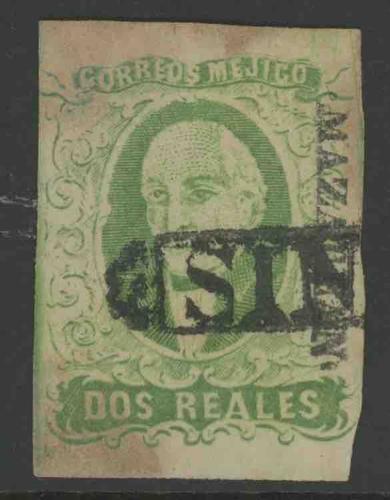 CORREOS MEJICO
MAZATLAN.
SIN
DOS REALES